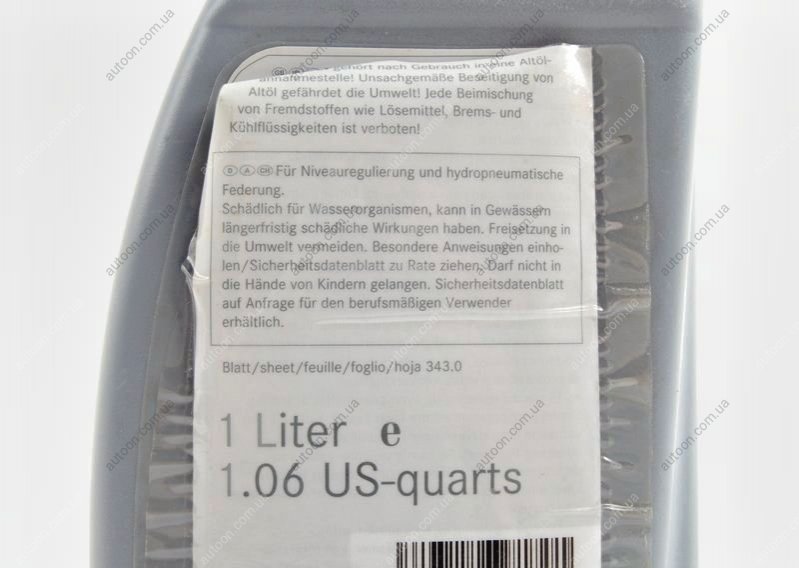 gehört nach Gebrauch in eine Altöl-
annahmestelle! Unsachgemäße Beseitigung von
Altöl gefährdet die Umwelt! Jede Beimischung
von Fremdstoffen wie Lösemittel, Brems- und
Kühlflüssigkeiten ist verboten!
D A CH Für Niveauregulierung und hydropneumatische
Federung.
Schädlich für Wasserorganismen, kann in Gewässern
längerfristig schädliche Wirkungen haben. Freisetzung in
die Umwelt vermeiden. Besondere Anweisungen einho-
len/Sicherheitsdatenblatt zu Rate ziehen. Darf nicht in
die Hände von Kindern gelangen. Sicherheitsdatenblatt
auf Anfrage für den berufsmäßigen Verwender
erhältlich.
Blatt/sheet/feuille/foglio/hoja 343.0
1 Liter e
1.06 US-quarts
autoon.com.ua